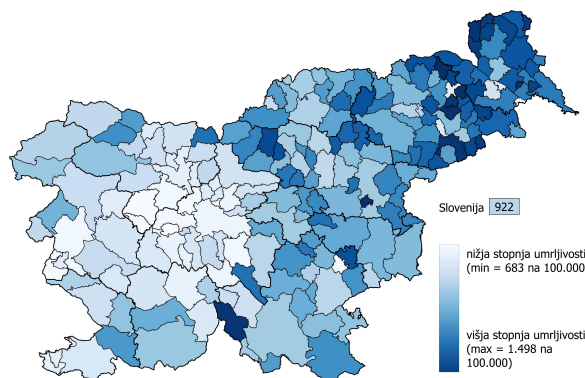 Slovenija 922
nižja stopnja umrljivosti
(min = 683 na 100.000)
višja stopnja umrljivosti
(max = 1.498 na
100.000)